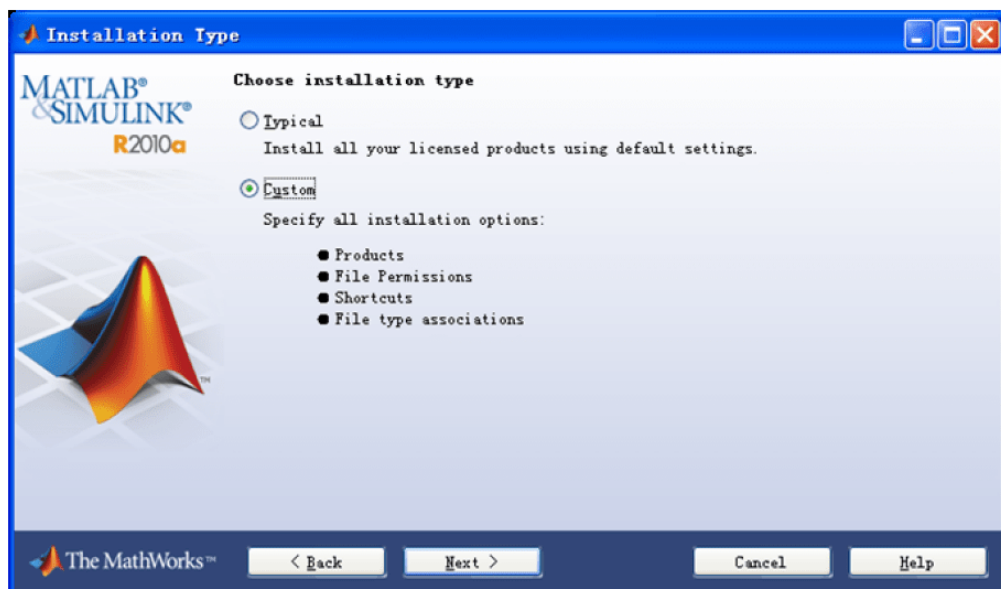 Installation Type
MATLAB®
&SIMULINK®
R2010a
Choose installation type
Typical
Install all your licensed products using default settings.
Custom
Specify all installation options:
● Products
● File Permissions
● Shortcuts
● File type associations
TM
The MathWorks™
< Back
Next >
Cancel
Help